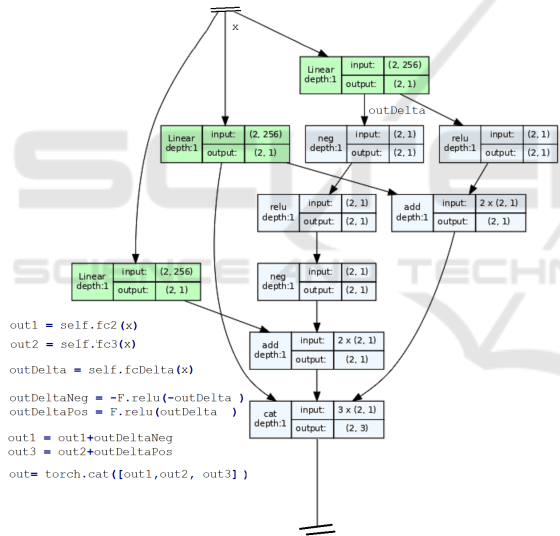 x
Linear
depth:1
input: (2, 256)
output: (2, 1)
outDelta
Linear
depth:1
input: (2, 256)
output: (2, 1)
neg
depth:1
input: (2, 1)
output: (2, 1)
relu
depth:1
input: (2, 1)
output: (2, 1)
relu
depth:1
input: (2, 1)
output: (2, 1)
add
depth:1
input: 2 x (2, 1)
output: (2, 1)
Linear
depth:1
input: (2, 256)
output: (2, 1)
neg
depth:1
input: (2, 1)
output: (2, 1)
add
depth:1
input: 2 x (2, 1)
output: (2, 1)
cat
depth:1
input: 3 x (2, 1)
output: (2, 3)
out1 = self.fc2(x)
out2 = self.fc3(x)
outDelta = self.fcDelta(x)
outDeltaNeg = -F.relu(-outDelta )
outDeltaPos = F.relu(outDelta )
out1 = out1+outDeltaNeg
out3 = out2+outDeltaPos
out= torch.cat([out1,out2, out3] )